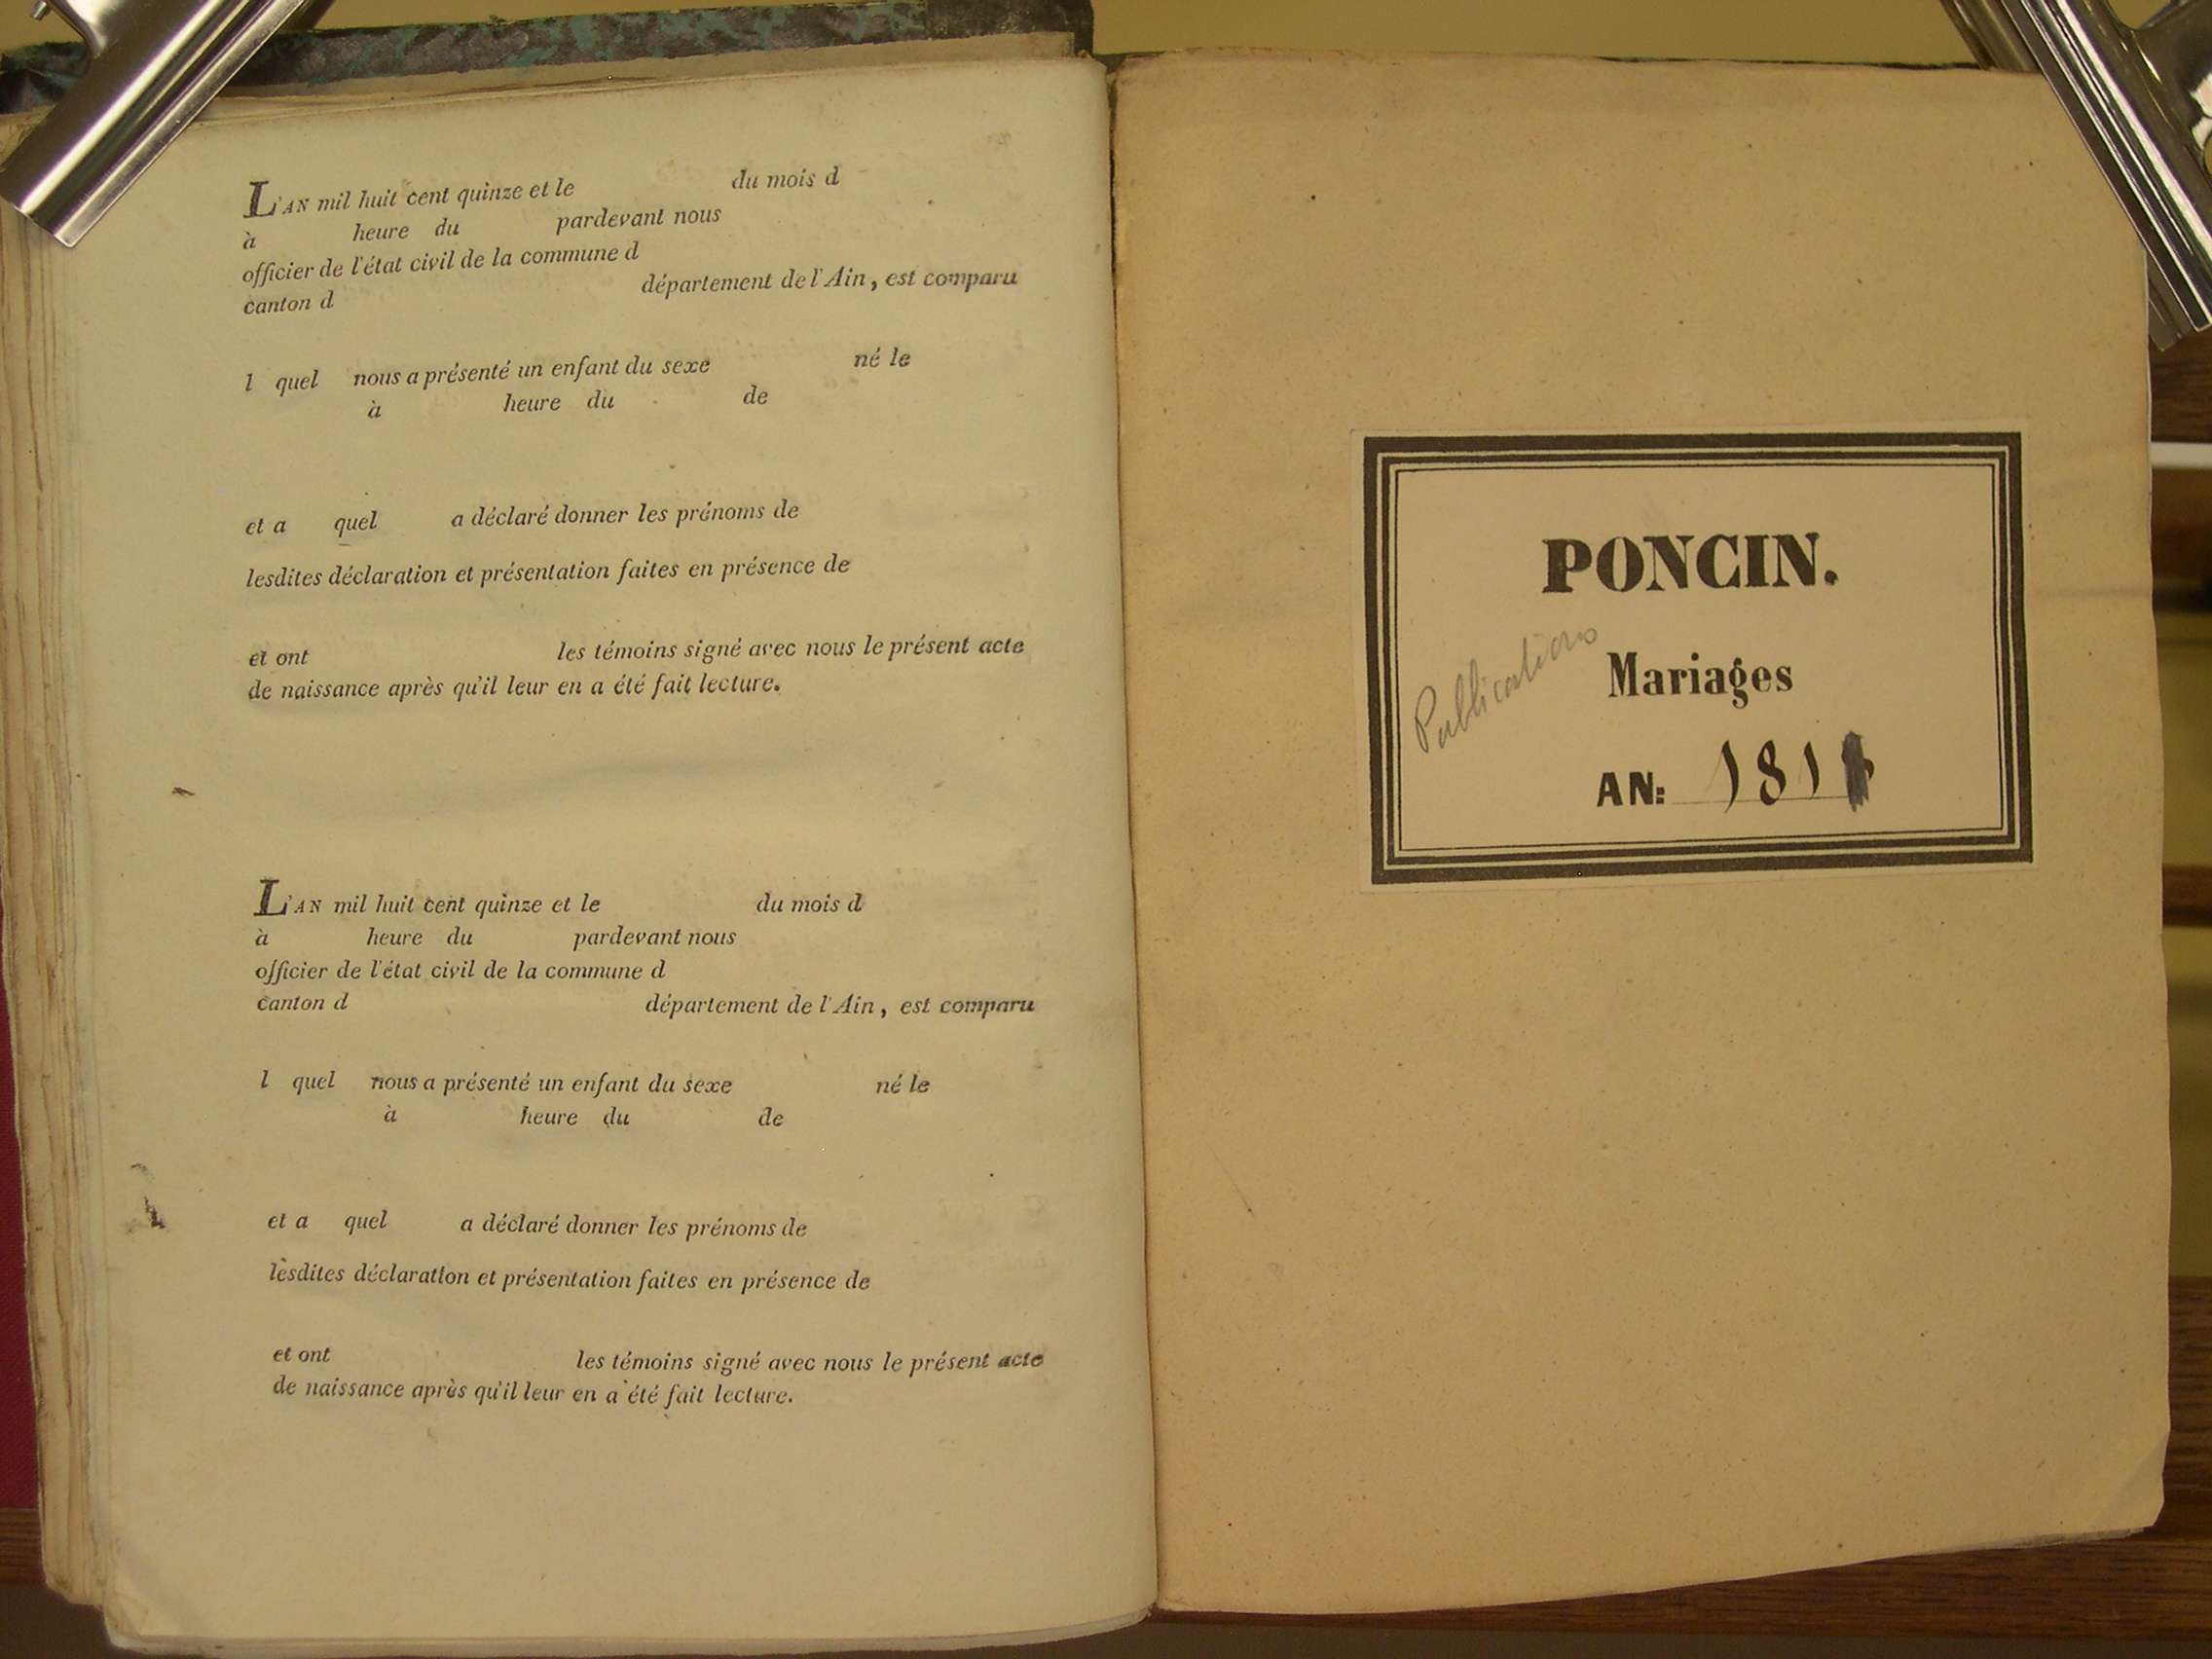 L'AN mil huit cent quinze et le du mois d
à heure du pardevant nous
officier de l'état civil de la commune d
canton d département de l'Ain, est comparu
l quel nous a présenté un enfant du sexe né le
à heure du de
et a quel a déclaré donner les prénoms de
lesdites déclaration et présentation faites en présence de
et ont les témoins signé avec nous le présent acte
de naissance après qu'il leur en a été fait lecture.
L'AN mil huit cent quinze et le du mois d
à heure du pardevant nous
officier de l'état civil de la commune d
canton d département de l'Ain, est comparu
l quel nous a présenté un enfant du sexe né le
à heure du de
et a quel a déclaré donner les prénoms de
lesdites déclaration et présentation faites en présence de
et ont les témoins signé avec nous le présent acte
de naissance après qu'il leur en a été fait lecture.
PONCIN.
Publications
Mariages
AN: